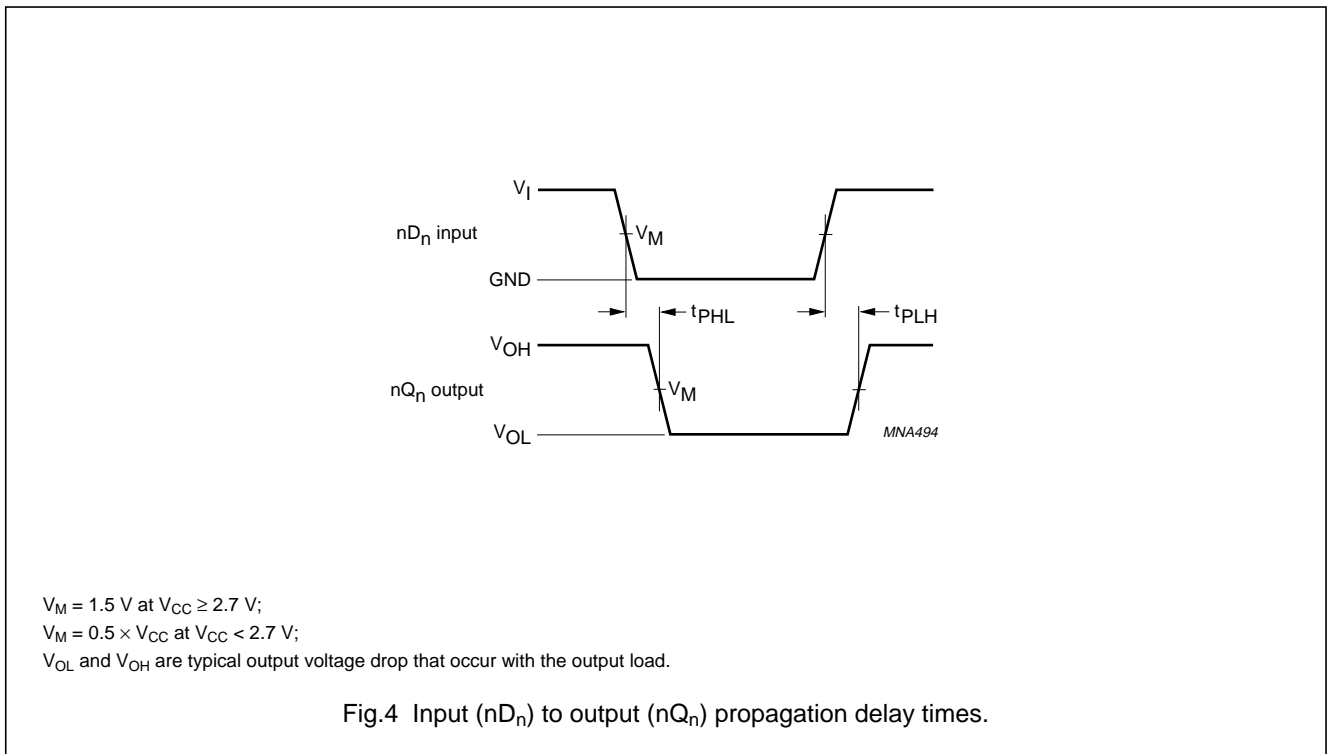 V_I
nD_n input
V_M
GND
t_PHL
t_PLH
V_OH
nQ_n output
V_M
V_OL
MNA494
V_M = 1.5 V at V_CC ≥ 2.7 V;
V_M = 0.5 × V_CC at V_CC < 2.7 V;
V_OL and V_OH are typical output voltage drop that occur with the output load.
Fig.4 Input (nD_n) to output (nQ_n) propagation delay times.